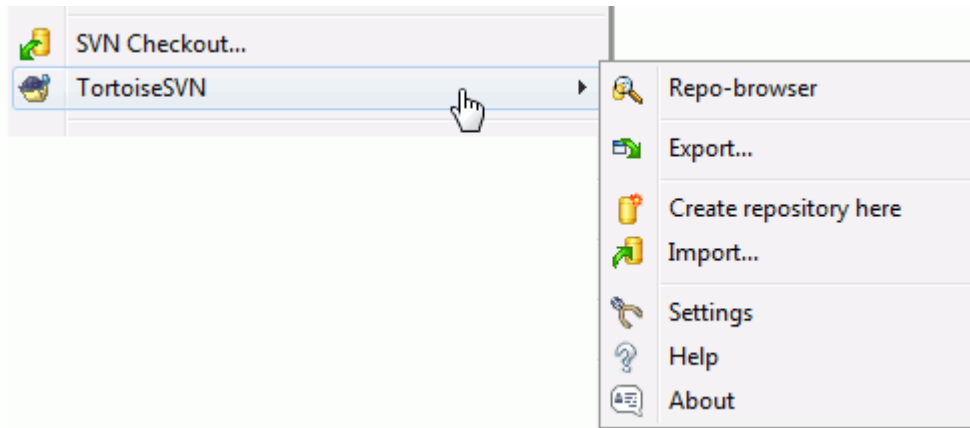 SVN Checkout...
TortoiseSVN
Repo-browser
Export...
Create repository here
Import...
Settings
Help
About